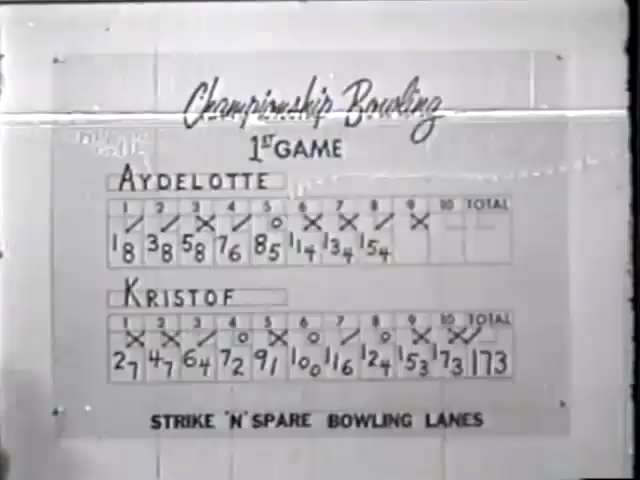 Championship Bowling
1ST GAME
AYDELOTTE
1 2 3 4 5 6 7 8 9 10 TOTAL
/ / X / O X X / X
18 38 58 76 85 114 134 154
KRISTOF
1 2 3 4 5 6 7 8 9 10 TOTAL
X X / O X O / O X X/
27 47 64 72 91 100 116 124 153 173 173
STRIKE 'N' SPARE BOWLING LANES